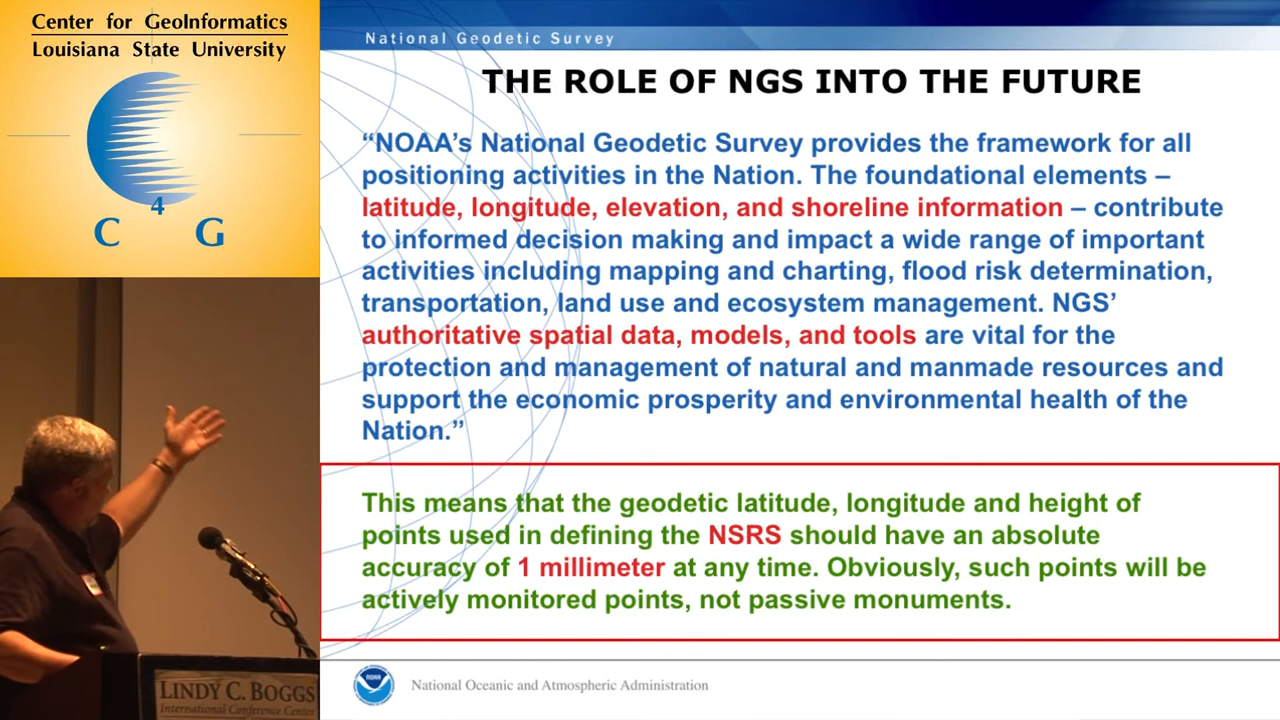 Center for GeoInformatics
Louisiana State University
C 4 G
National Geodetic Survey
THE ROLE OF NGS INTO THE FUTURE
“NOAA’s National Geodetic Survey provides the framework for all
positioning activities in the Nation. The foundational elements –
latitude, longitude, elevation, and shoreline information – contribute
to informed decision making and impact a wide range of important
activities including mapping and charting, flood risk determination,
transportation, land use and ecosystem management. NGS’
authoritative spatial data, models, and tools are vital for the
protection and management of natural and manmade resources and
support the economic prosperity and environmental health of the
Nation.”
This means that the geodetic latitude, longitude and height of
points used in defining the NSRS should have an absolute
accuracy of 1 millimeter at any time. Obviously, such points will be
actively monitored points, not passive monuments.
NOAA
National Oceanic and Atmospheric Administration
LINDY C. BOGGS
International Conference Center